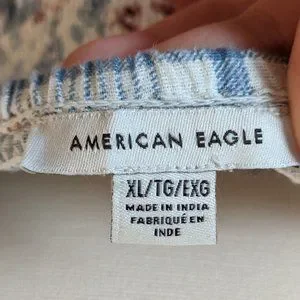 AMERICAN EAGLE
XL/TG/EXG
MADE IN INDIA
FABRIQUÉ EN
INDE